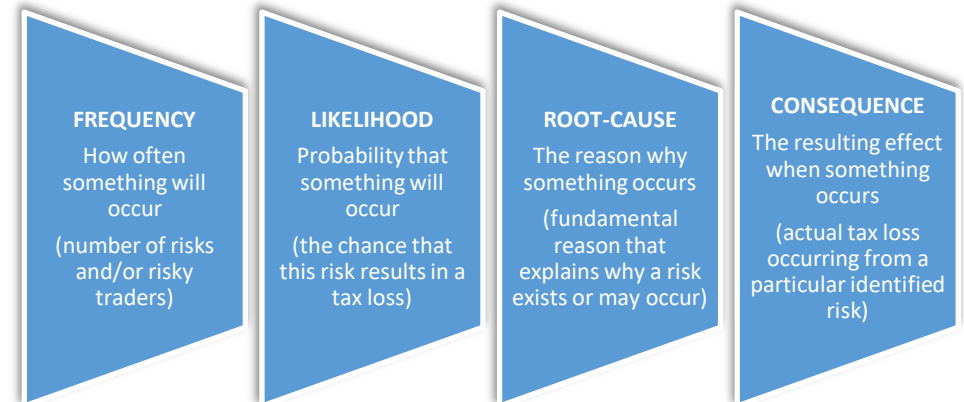 FREQUENCY
How often
something will
occur
(number of risks
and/or risky
traders)
LIKELIHOOD
Probability that
something will
occur
(the chance that
this risk results in a
tax loss)
ROOT-CAUSE
The reason why
something occurs
(fundamental
reason that
explains why a risk
exists or may occur)
CONSEQUENCE
The resulting effect
when something
occurs
(actual tax loss
occurring from a
particular identified
risk)